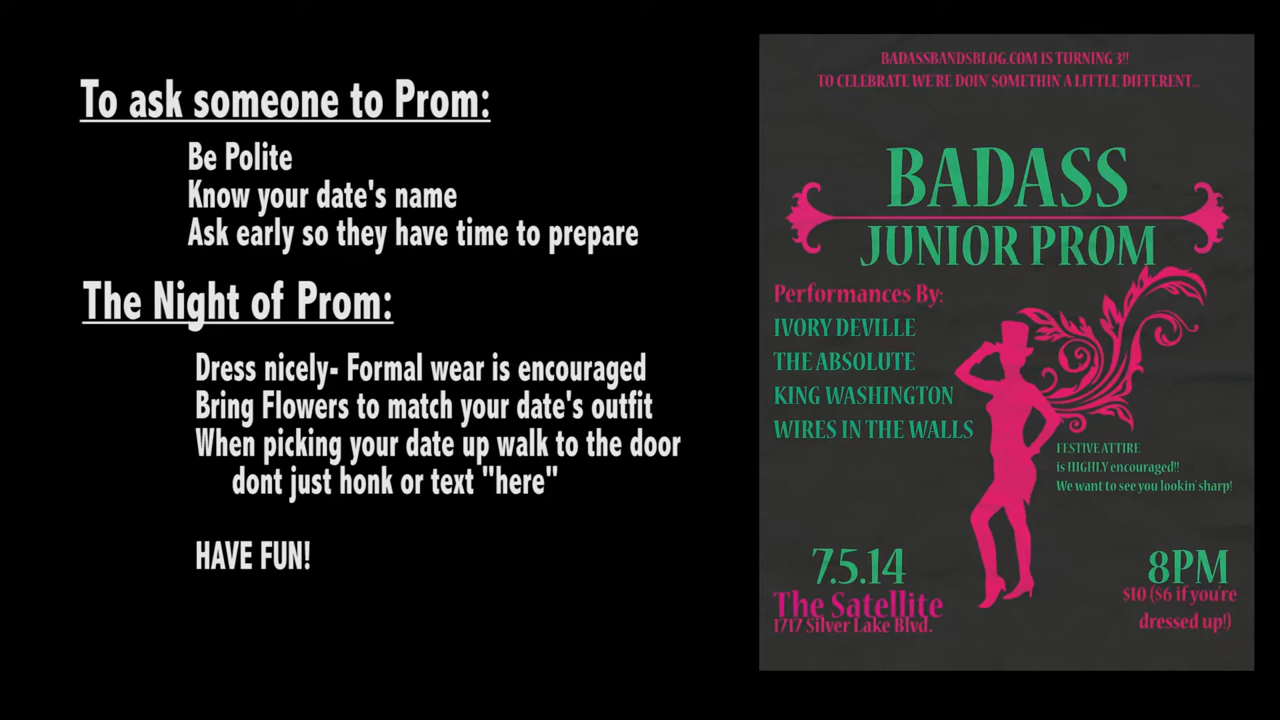 To ask someone to Prom:
Be Polite
Know your date's name
Ask early so they have time to prepare
The Night of Prom:
Dress nicely- Formal wear is encouraged
Bring Flowers to match your date's outfit
When picking your date up walk to the door
dont just honk or text "here"
HAVE FUN!
BADASSBANDSBLOG.COM IS TURNING 3!!
TO CELEBRATE WE'RE DOIN' SOMETHIN' A LITTLE DIFFERENT...
BADASS
JUNIOR PROM
Performances By:
IVORY DEVILLE
THE ABSOLUTE
KING WASHINGTON
WIRES IN THE WALLS
FESTIVE ATTIRE
is HIGHLY encouraged!!
We want to see you lookin' sharp!
7.5.14
The Satellite
1717 Silver Lake Blvd.
8PM
$10 ($6 if you're
dressed up!)